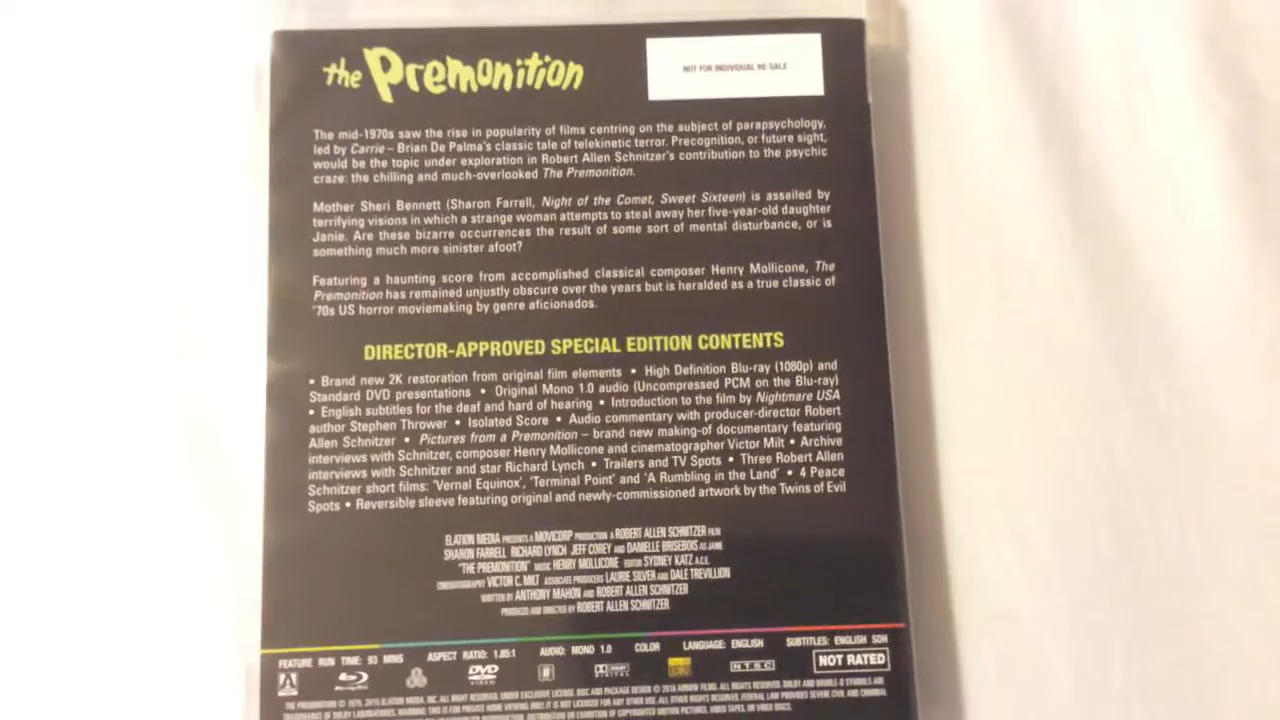 the Premonition
NOT FOR INDIVIDUAL RE-SALE
The mid-1970s saw the rise in popularity of films centring on the subject of parapsychology,
led by Carrie – Brian De Palma's classic tale of telekinetic terror. Precognition, or future sight,
would be the topic under exploration in Robert Allen Schnitzer's contribution to the psychic
craze: the chilling and much-overlooked The Premonition.
Mother Sheri Bennett (Sharon Farrell, Night of the Comet, Sweet Sixteen) is assailed by
terrifying visions in which a strange woman attempts to steal away her five-year-old daughter
Janie. Are these bizarre occurrences the result of some sort of mental disturbance, or is
something much more sinister afoot?
Featuring a haunting score from accomplished classical composer Henry Mollicone, The
Premonition has remained unjustly obscure over the years but is heralded as a true classic of
'70s US horror moviemaking by genre aficionados.
DIRECTOR-APPROVED SPECIAL EDITION CONTENTS
• Brand new 2K restoration from original film elements • High Definition Blu-ray (1080p) and
Standard DVD presentations • Original Mono 1.0 audio (Uncompressed PCM on the Blu-ray)
• English subtitles for the deaf and hard of hearing • Introduction to the film by Nightmare USA
author Stephen Thrower • Isolated Score • Audio commentary with producer-director Robert
Allen Schnitzer • Pictures from a Premonition – brand new making-of documentary featuring
interviews with Schnitzer, composer Henry Mollicone and cinematographer Victor Milt • Archive
interviews with Schnitzer and star Richard Lynch • Trailers and TV Spots • Three Robert Allen
Schnitzer short films: 'Vernal Equinox', 'Terminal Point' and 'A Rumbling in the Land' • 4 Peace
Spots • Reversible sleeve featuring original and newly-commissioned artwork by the Twins of Evil
ELATION MEDIA PRESENTS A MOVICORP PRODUCTION A ROBERT ALLEN SCHNITZER FILM
SHARON FARRELL RICHARD LYNCH JEFF COREY AND DANIELLE BRISEBOIS AS JANIE
"THE PREMONITION" MUSIC HENRY MOLLICONE EDITOR SYDNEY KATZ A.C.E.
CINEMATOGRAPHY VICTOR C. MILT ASSOCIATE PRODUCERS LAURIE SILVER AND DALE TREVILLION
WRITTEN BY ANTHONY MAHON AND ROBERT ALLEN SCHNITZER
PRODUCED AND DIRECTED BY ROBERT ALLEN SCHNITZER
FEATURE RUN TIME: 93 MINS ASPECT RATIO: 1.85:1 AUDIO: MONO 1.0 COLOR LANGUAGE: ENGLISH SUBTITLES: ENGLISH SDH
Blu-ray DVD VIDEO DOLBY DIGITAL NTSC NOT RATED